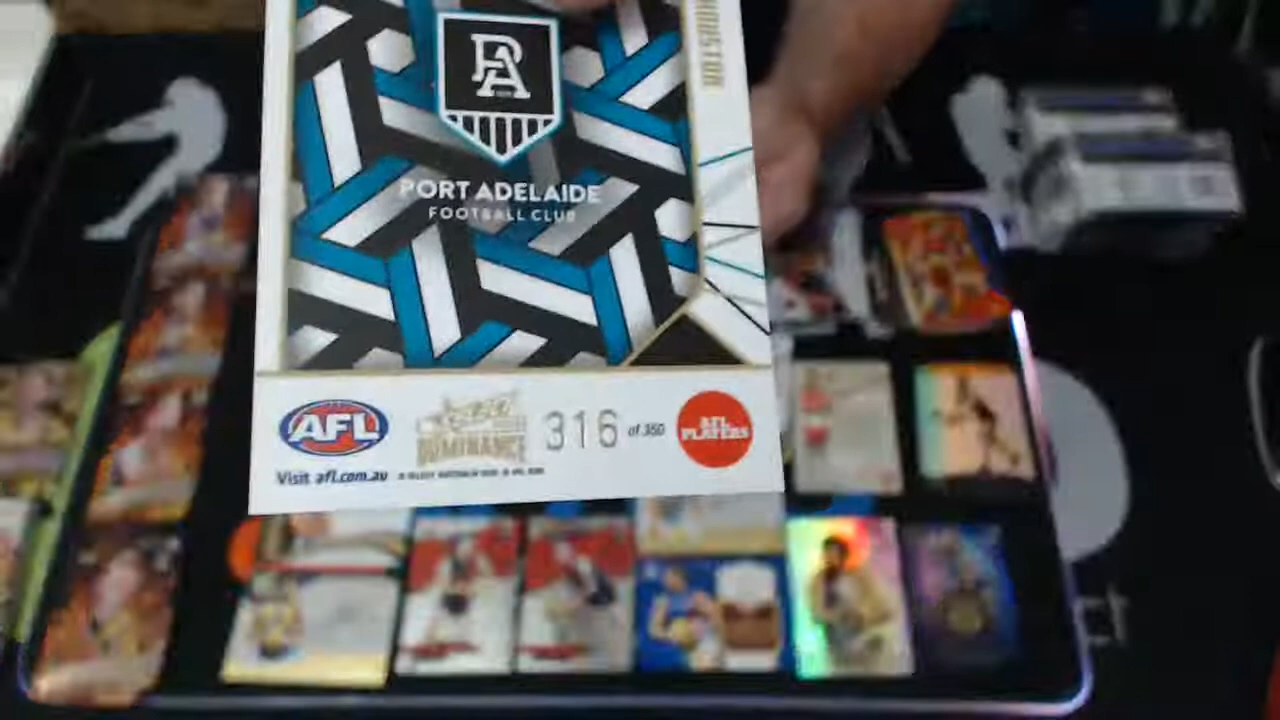 PA
PORT ADELAIDE
FOOTBALL CLUB
AFL
DOMINANCE
316 of 350
AFL
PLAYERS
Visit afl.com.au